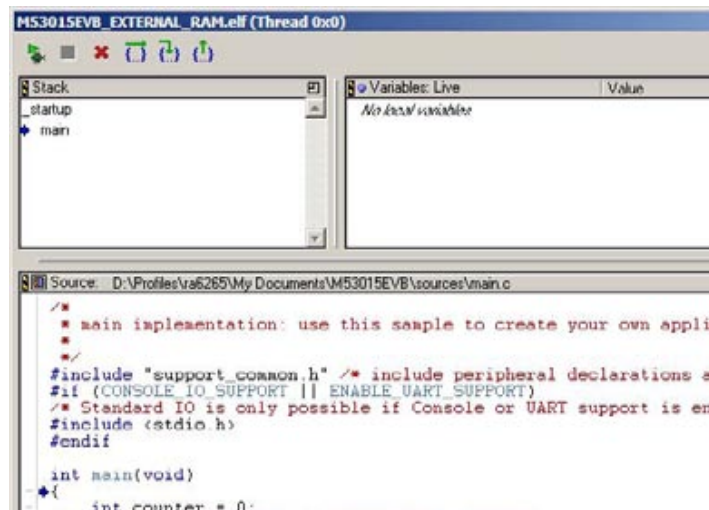 M53015EVB_EXTERNAL_RAM.elf (Thread 0x0)
Stack
_startup
main
Variables: Live
Value
No local variables
Source: D:\Profiles\ra6265\My Documents\M53015EVB\sources\main.c
/*
* main implementation: use this sample to create your own appli
*
*/
#include "support_common.h" /* include peripheral declarations a
#if (CONSOLE_IO_SUPPORT || ENABLE_UART_SUPPORT)
/* Standard IO is only possible if Console or UART support is en
#include <stdio.h>
#endif
int main(void)
{
int counter = 0;